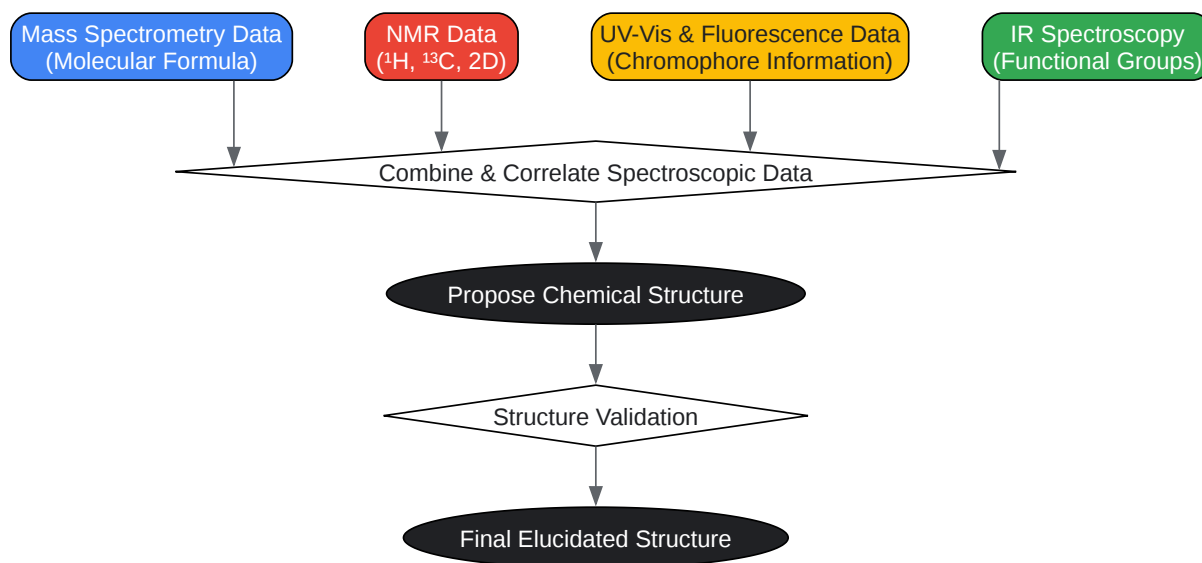 Mass Spectrometry Data
(Molecular Formula)
NMR Data
(¹H, ¹³C, 2D)
UV-Vis & Fluorescence Data
(Chromophore Information)
IR Spectroscopy
(Functional Groups)
Combine & Correlate Spectroscopic Data
Propose Chemical Structure
Structure Validation
Final Elucidated Structure